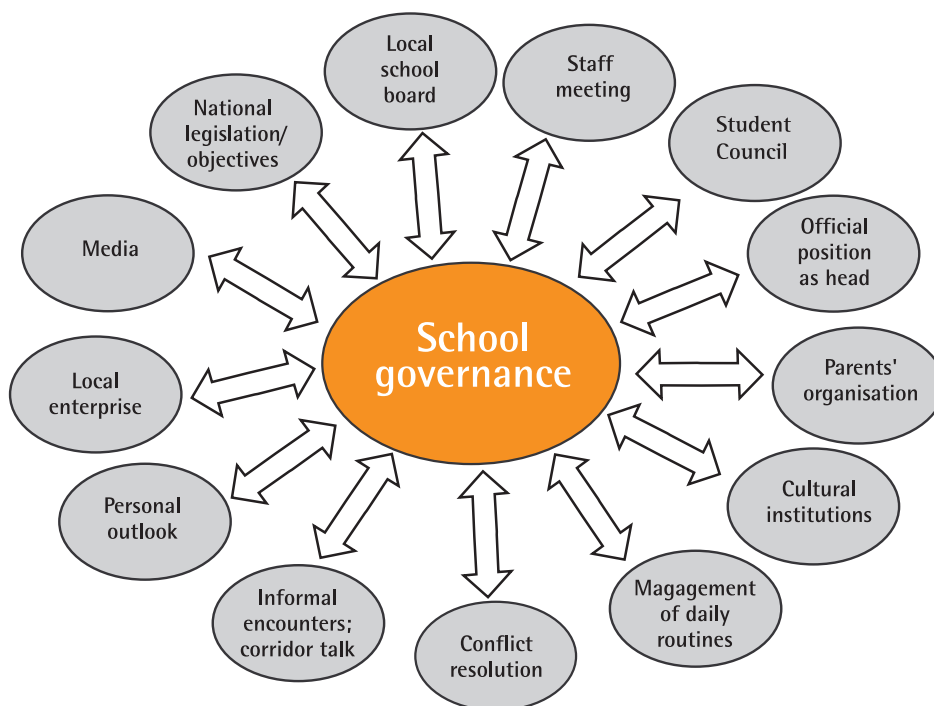 Local
school
board
Staff
meeting
National
legislation/
objectives
Student
Council
Media
Official
position
as head
School
governance
Local
enterprise
Parents'
organisation
Personal
outlook
Cultural
institutions
Informal
encounters;
corridor talk
Conflict
resolution
Magagement
of daily
routines